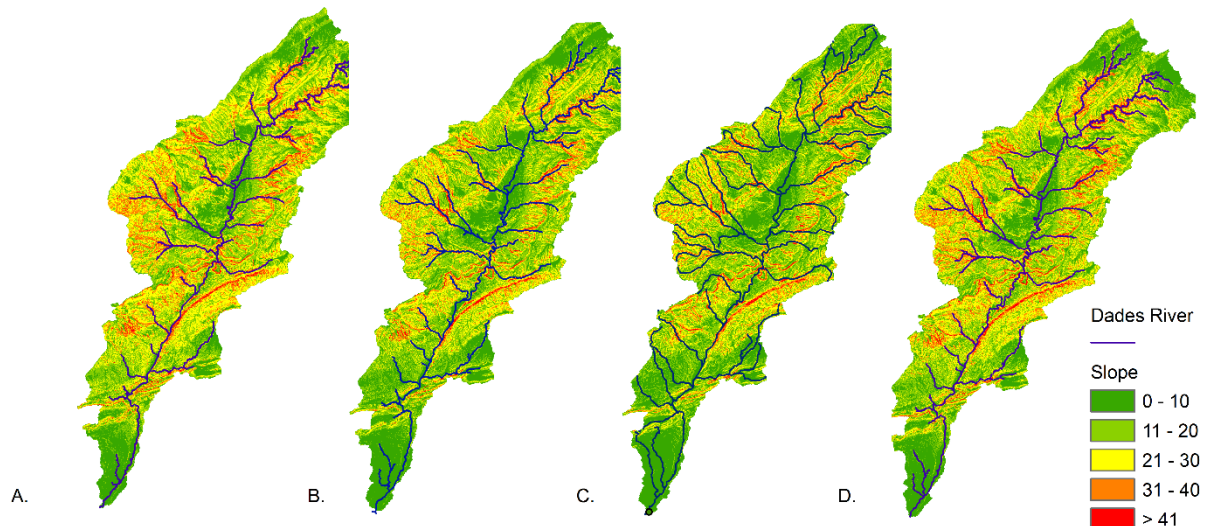 A.
B.
C.
D.
Dades River
Slope
0 - 10
11 - 20
21 - 30
31 - 40
> 41